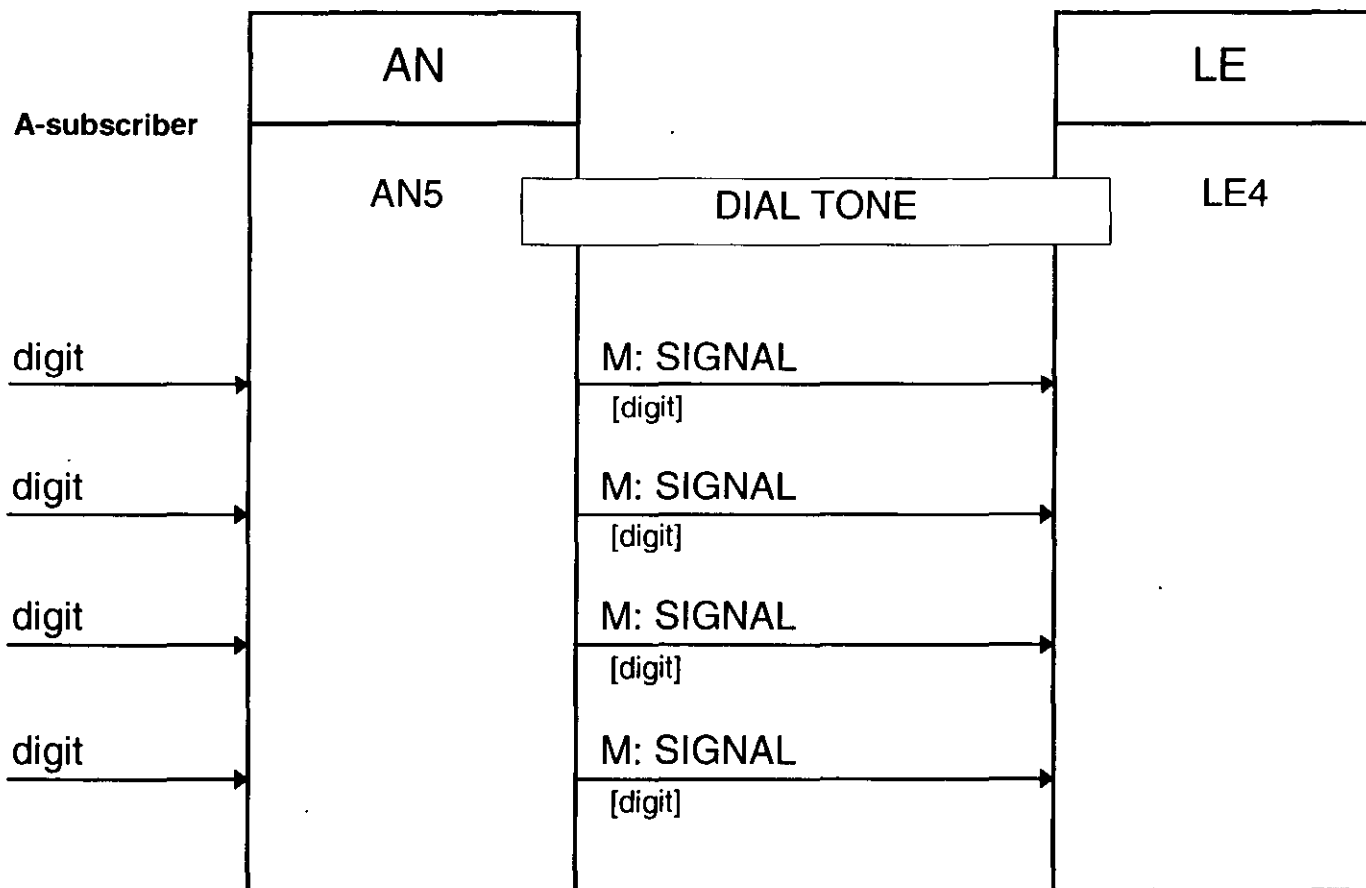 AN
LE
A-subscriber
AN5
DIAL TONE
LE4
digit
M: SIGNAL
[digit]
digit
M: SIGNAL
[digit]
digit
M: SIGNAL
[digit]
digit
M: SIGNAL
[digit]